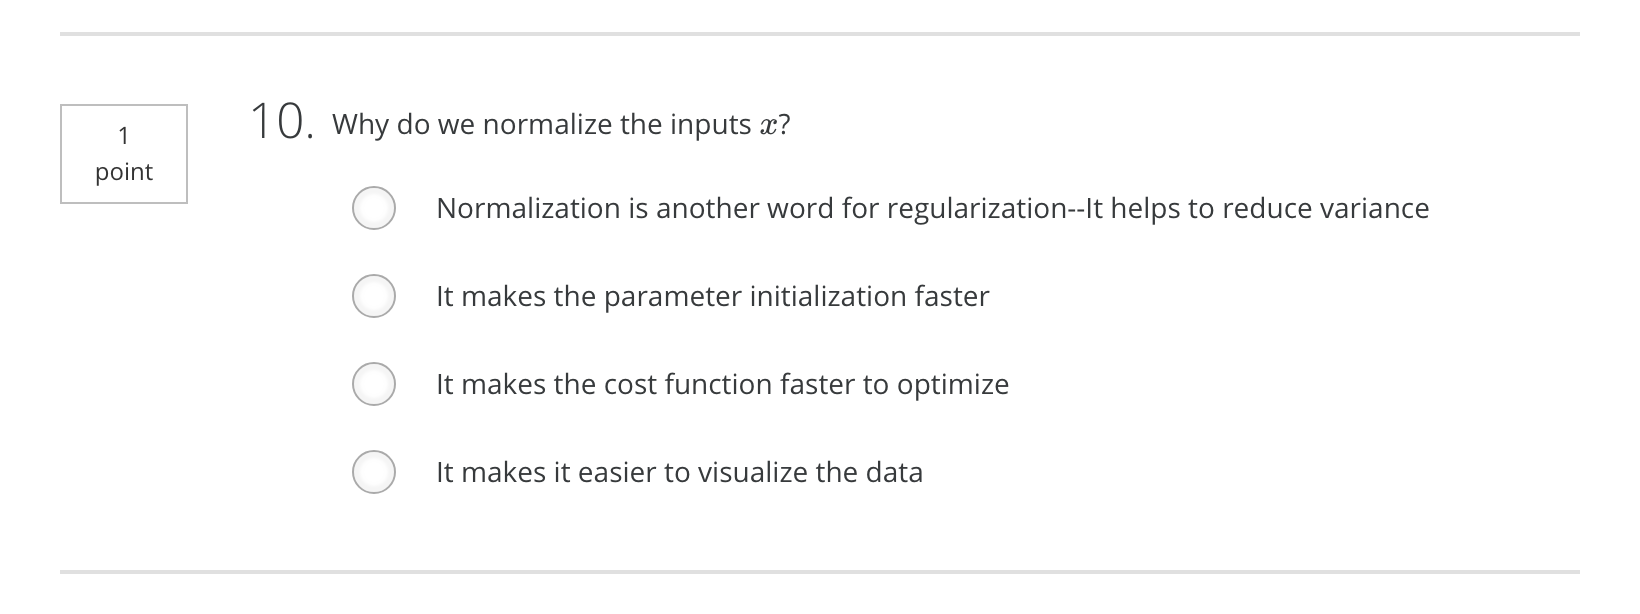 1
point
10. Why do we normalize the inputs x?
Normalization is another word for regularization--It helps to reduce variance
It makes the parameter initialization faster
It makes the cost function faster to optimize
It makes it easier to visualize the data